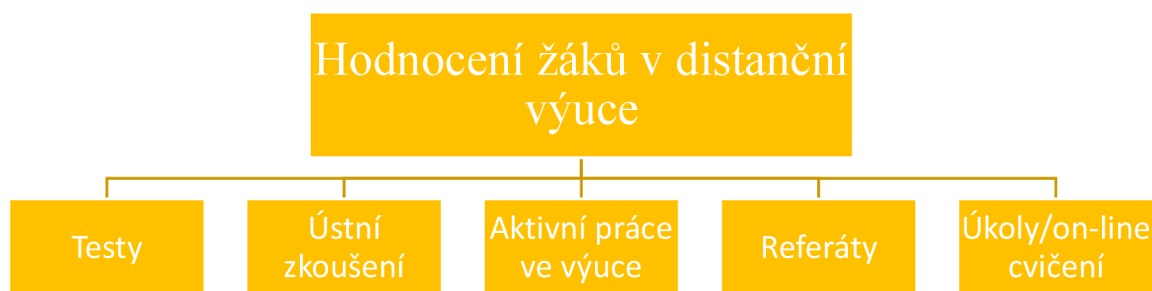 Hodnocení žáků v distanční
výuce
Testy
Ústní
zkoušení
Aktivní práce
ve výuce
Referáty
Úkoly/on-line
cvičení